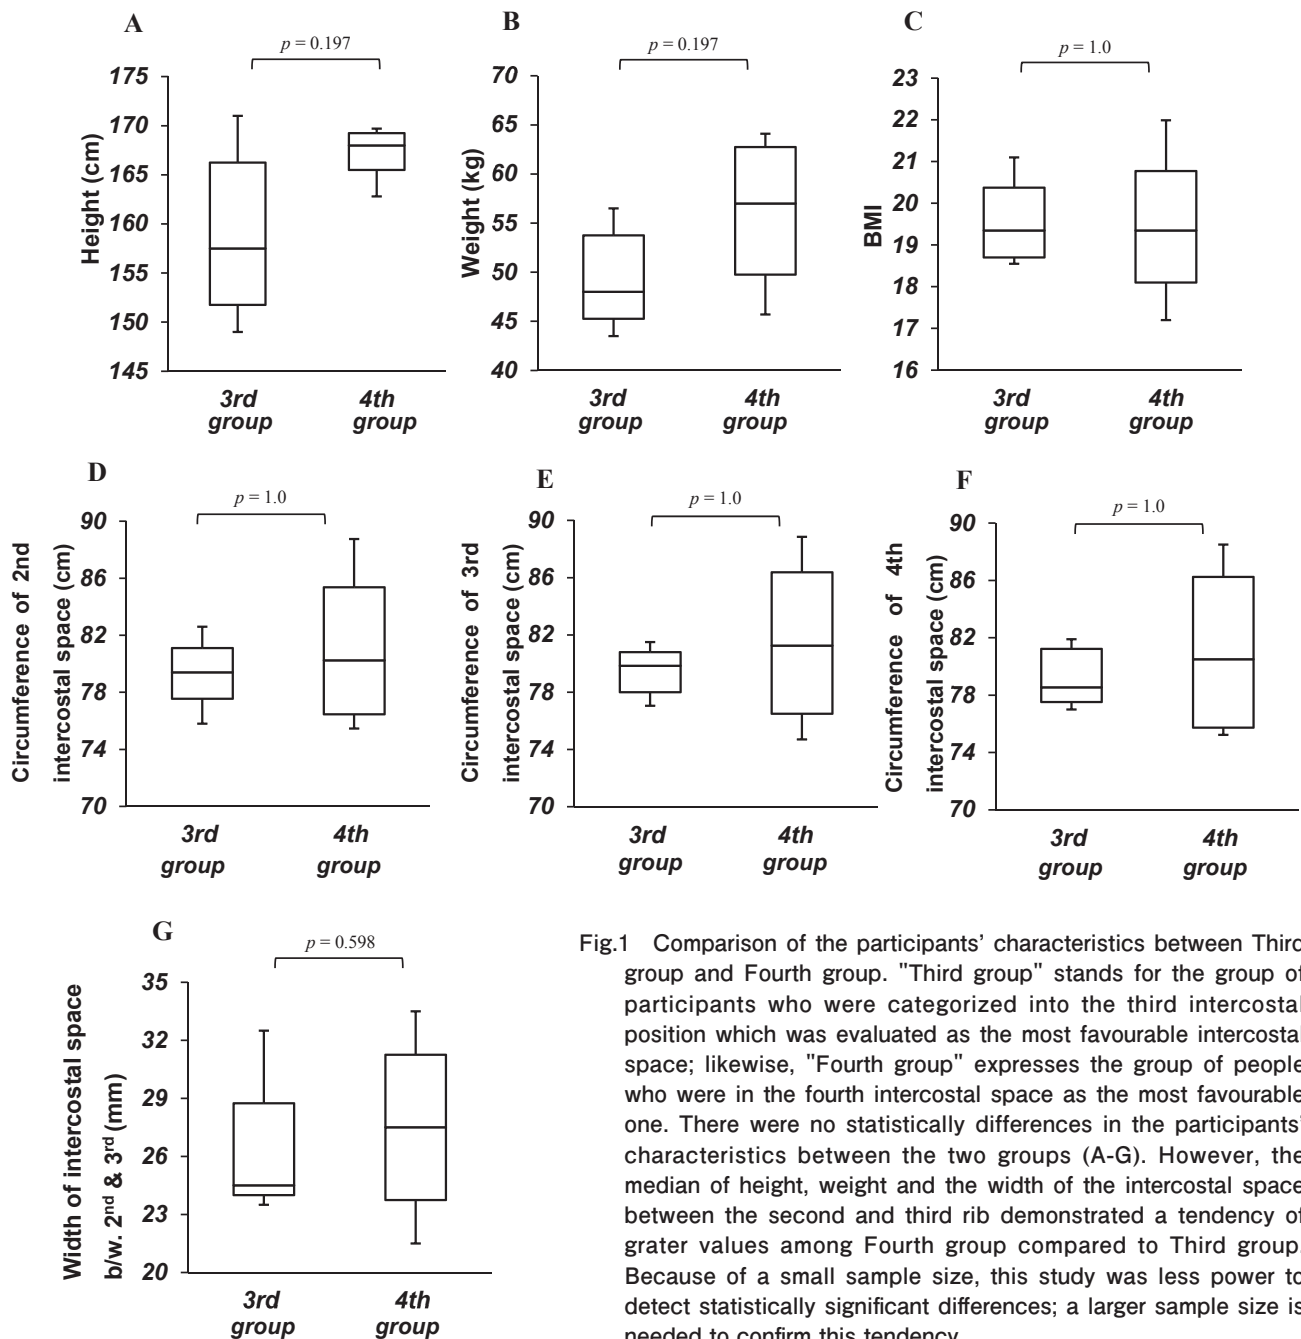 A
p = 0.197
175
170
165
160
155
150
145
Height (cm)
3rd group
4th group
B
p = 0.197
70
65
60
55
50
45
40
Weight (kg)
3rd group
4th group
C
p = 1.0
23
22
21
20
19
18
17
16
BMI
3rd group
4th group
D
p = 1.0
90
86
82
78
74
70
Circumference of 2nd
intercostal space (cm)
3rd group
4th group
E
p = 1.0
90
86
82
78
74
70
Circumference of 3rd
intercostal space (cm)
3rd group
4th group
F
p = 1.0
90
86
82
78
74
70
Circumference of 4th
intercostal space (cm)
3rd group
4th group
G
p = 0.598
35
32
29
26
23
20
Width of intercostal space
b/w. 2nd & 3rd (mm)
3rd group
4th group
Fig.1 Comparison of the participants' characteristics between Third
group and Fourth group. "Third group" stands for the group of
participants who were categorized into the third intercostal
position which was evaluated as the most favourable intercostal
space; likewise, "Fourth group" expresses the group of people
who were in the fourth intercostal space as the most favourable
one. There were no statistically differences in the participants'
characteristics between the two groups (A-G). However, the
median of height, weight and the width of the intercostal space
between the second and third rib demonstrated a tendency of
grater values among Fourth group compared to Third group.
Because of a small sample size, this study was less power to
detect statistically significant differences; a larger sample size is
needed to confirm this tendency.